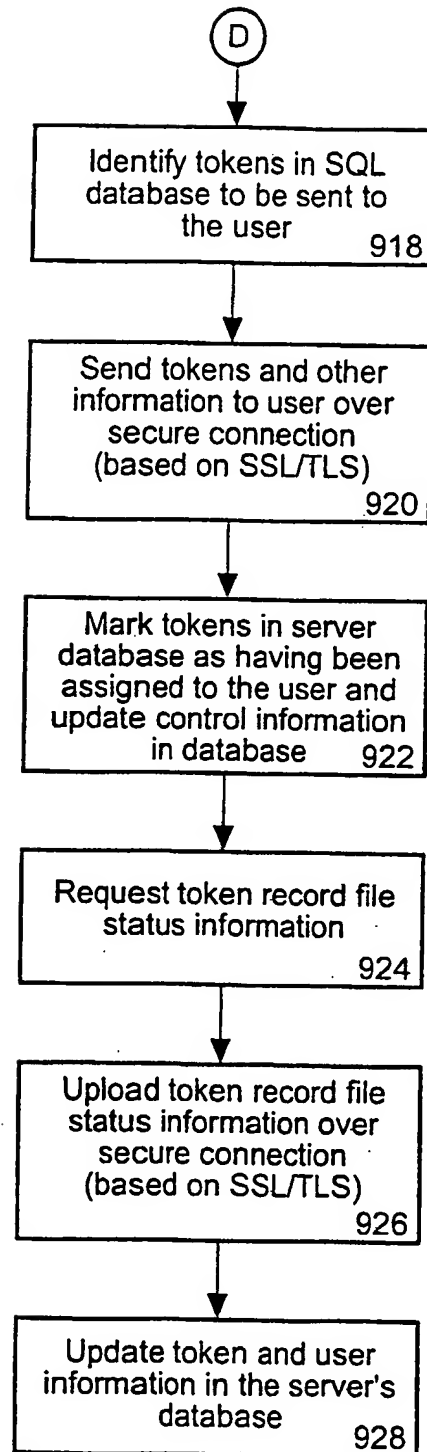 D
Identify tokens in SQL
database to be sent to
the user
918
Send tokens and other
information to user over
secure connection
(based on SSL/TLS)
920
Mark tokens in server
database as having been
assigned to the user and
update control information
in database 922
Request token record file
status information
924
Upload token record file
status information over
secure connection
(based on SSL/TLS)
926
Update token and user
information in the server's
database
928